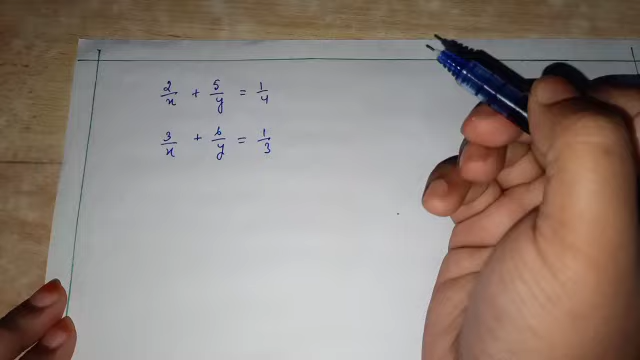 2/x + 5/y = 1/4
3/x + 6/y = 1/3